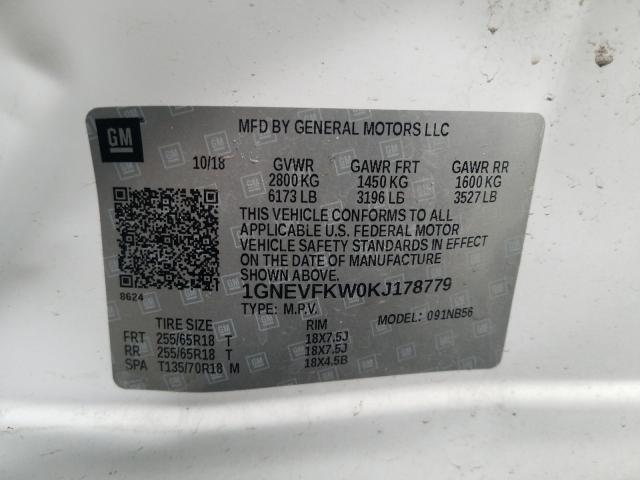 GM
MFD BY GENERAL MOTORS LLC
10/18 GVWR GAWR FRT GAWR RR
2800 KG 1450 KG 1600 KG
6173 LB 3196 LB 3527 LB
THIS VEHICLE CONFORMS TO ALL
APPLICABLE U.S. FEDERAL MOTOR
VEHICLE SAFETY STANDARDS IN EFFECT
ON THE DATE OF MANUFACTURE
SHOWN ABOVE.
8624
1GNEVFKW0KJ178779
TYPE: M.P.V. MODEL: 091NB56
TIRE SIZE RIM
FRT 255/65R18 T 18X7.5J
RR 255/65R18 T 18X7.5J
SPA T135/70R18 M 18X4.5B